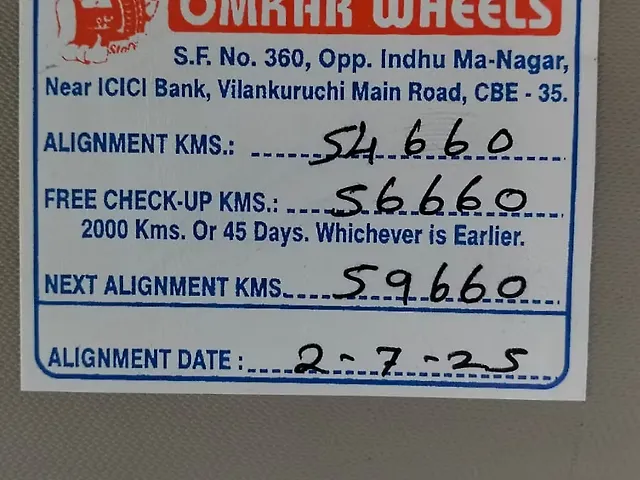 OMKAR WHEELS
Store
S.F. No. 360, Opp. Indhu Ma-Nagar,
Near ICICI Bank, Vilankuruchi Main Road, CBE - 35.
ALIGNMENT KMS.: 54660
FREE CHECK-UP KMS.: 56660
2000 Kms. Or 45 Days. Whichever is Earlier.
NEXT ALIGNMENT KMS. 59660
ALIGNMENT DATE : 2-7-25